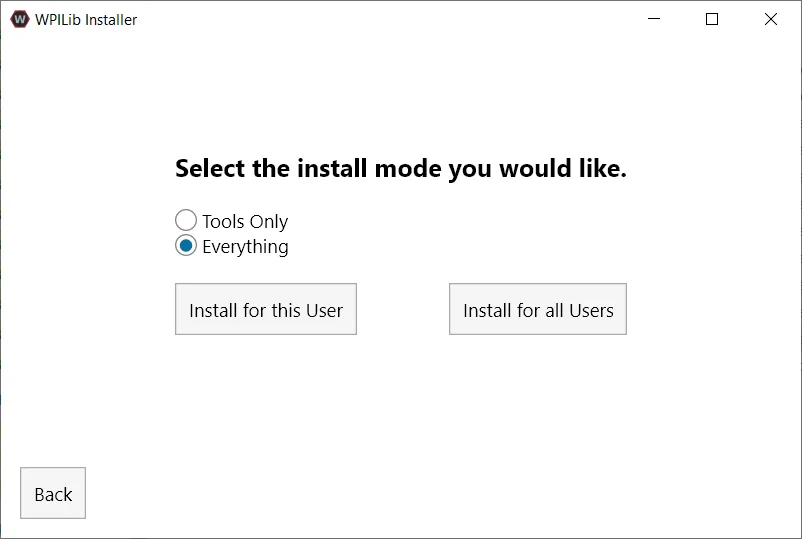 W WPILib Installer
Select the install mode you would like.
Tools Only
Everything
Install for this User
Install for all Users
Back